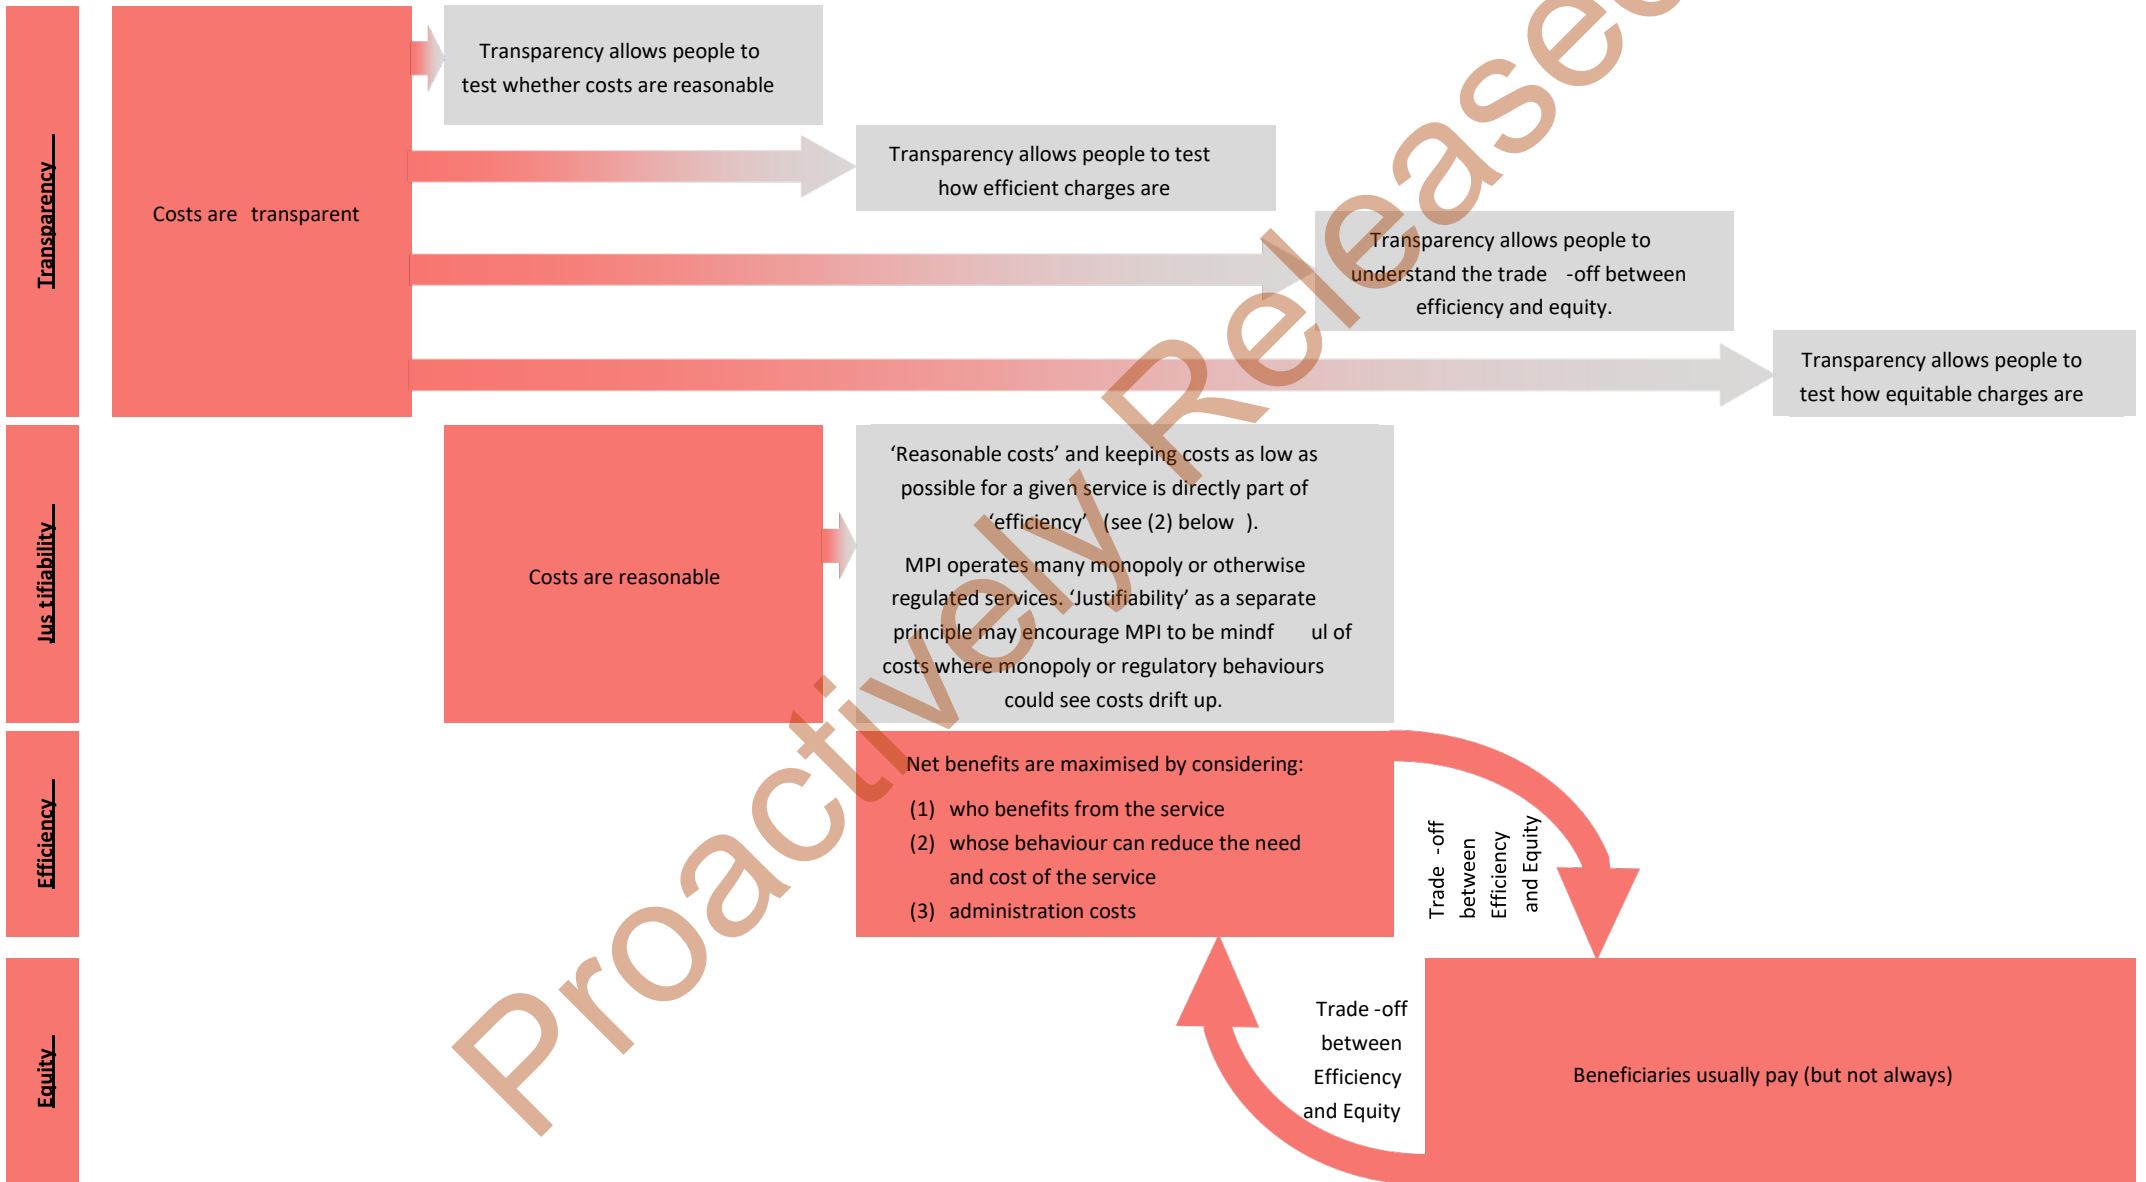 Transparency
Costs are transparent
Transparency allows people to
test whether costs are reasonable
Transparency allows people to test
how efficient charges are
Transparency allows people to
understand the trade -off between
efficiency and equity.
Transparency allows people to
test how equitable charges are
Jus tifiability
Costs are reasonable
‘Reasonable costs’ and keeping costs as low as
possible for a given service is directly part of
‘efficiency’ (see (2) below ).
MPI operates many monopoly or otherwise
regulated services. ‘Justifiability’ as a separate
principle may encourage MPI to be mindf ul of
costs where monopoly or regulatory behaviours
could see costs drift up.
Efficiency
Net benefits are maximised by considering:
(1) who benefits from the service
(2) whose behaviour can reduce the need
and cost of the service
(3) administration costs
Trade -off
between
Efficiency
and Equity
Equity
Trade -off
between
Efficiency
and Equity
Beneficiaries usually pay (but not always)
Proactively Released